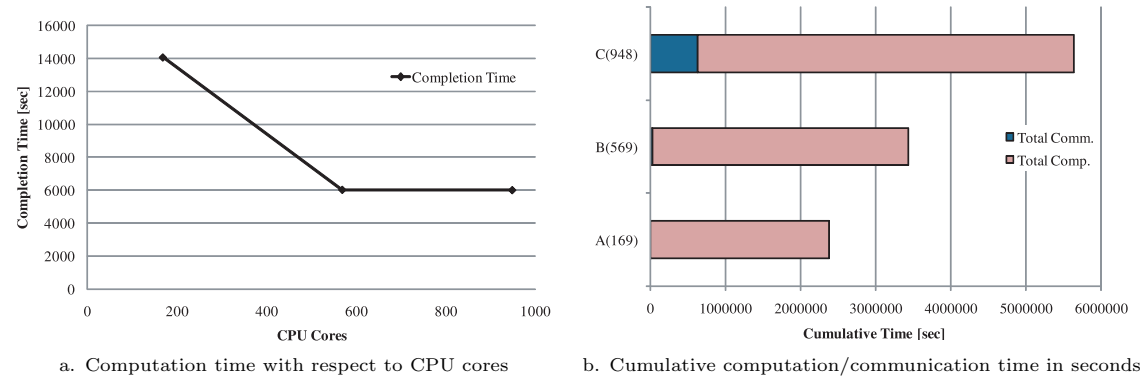 16000
14000
12000
10000
8000
6000
4000
2000
0
Completion Time [sec]
Completion Time
0 200 400 600 800 1000
CPU Cores
a. Computation time with respect to CPU cores
C(948)
B(569)
A(169)
Total Comm.
Total Comp.
0 1000000 2000000 3000000 4000000 5000000 6000000
Cumulative Time [sec]
b. Cumulative computation/communication time in seconds